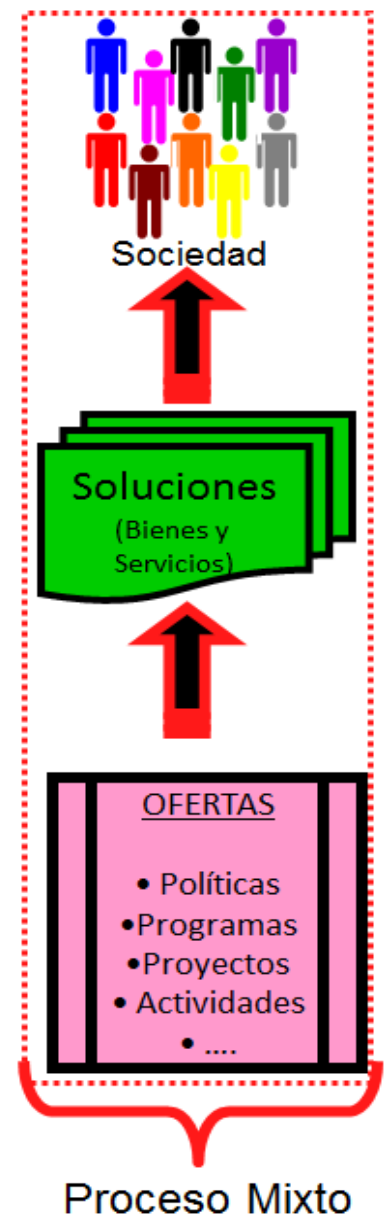 Sociedad
Soluciones
(Bienes y
Servicios)
OFERTAS
• Políticas
•Programas
•Proyectos
• Actividades
• ....
Proceso Mixto